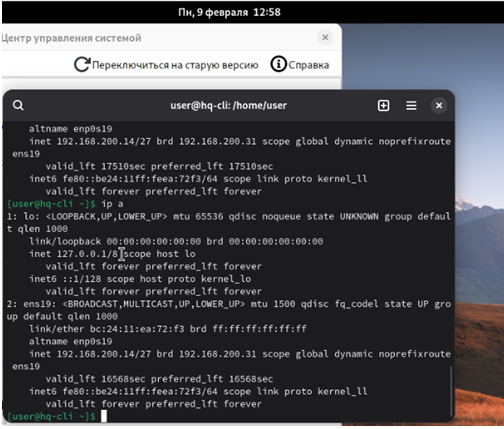 Пн, 9 февраля 12:58
Центр управления системой
Переключиться на старую версию
Справка
user@hq-cli: /home/user
altname enp0s19
inet 192.168.200.14/27 brd 192.168.200.31 scope global dynamic noprefixroute
ens19
valid_lft 17510sec preferred_lft 17510sec
inet6 fe80::be24:11ff:feea:72f3/64 scope link proto kernel_ll
valid_lft forever preferred_lft forever
[user@hq-cli ~]$ ip a
1: lo: <LOOPBACK,UP,LOWER_UP> mtu 65536 qdisc noqueue state UNKNOWN group defaul
t qlen 1000
link/loopback 00:00:00:00:00:00 brd 00:00:00:00:00:00
inet 127.0.0.1/8 scope host lo
valid_lft forever preferred_lft forever
inet6 ::1/128 scope host proto kernel_lo
valid_lft forever preferred_lft forever
2: ens19: <BROADCAST,MULTICAST,UP,LOWER_UP> mtu 1500 qdisc fq_codel state UP gro
up default qlen 1000
link/ether bc:24:11:ea:72:f3 brd ff:ff:ff:ff:ff:ff
altname enp0s19
inet 192.168.200.14/27 brd 192.168.200.31 scope global dynamic noprefixroute
ens19
valid_lft 16568sec preferred_lft 16568sec
inet6 fe80::be24:11ff:feea:72f3/64 scope link proto kernel_ll
valid_lft forever preferred_lft forever
[user@hq-cli ~]$